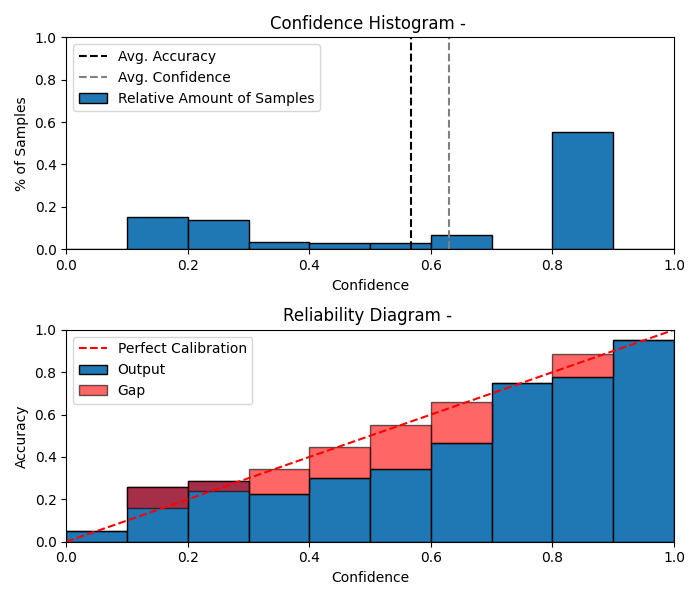 Confidence Histogram -
1.0
0.8
0.6
0.4
0.2
0.0
% of Samples
Avg. Accuracy
Avg. Confidence
Relative Amount of Samples
0.0 0.2 0.4 0.6 0.8 1.0
Confidence
Reliability Diagram -
1.0
0.8
0.6
0.4
0.2
0.0
Accuracy
Perfect Calibration
Output
Gap
0.0 0.2 0.4 0.6 0.8 1.0
Confidence